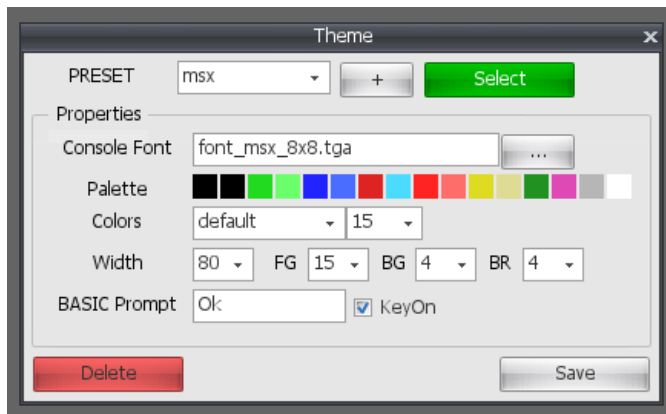 Theme x
PRESET msx + Select
Properties
Console Font font_msx_8x8.tga ...
Palette
Colors default 15
Width 80 FG 15 BG 4 BR 4
BASIC Prompt Ok KeyOn
Delete Save